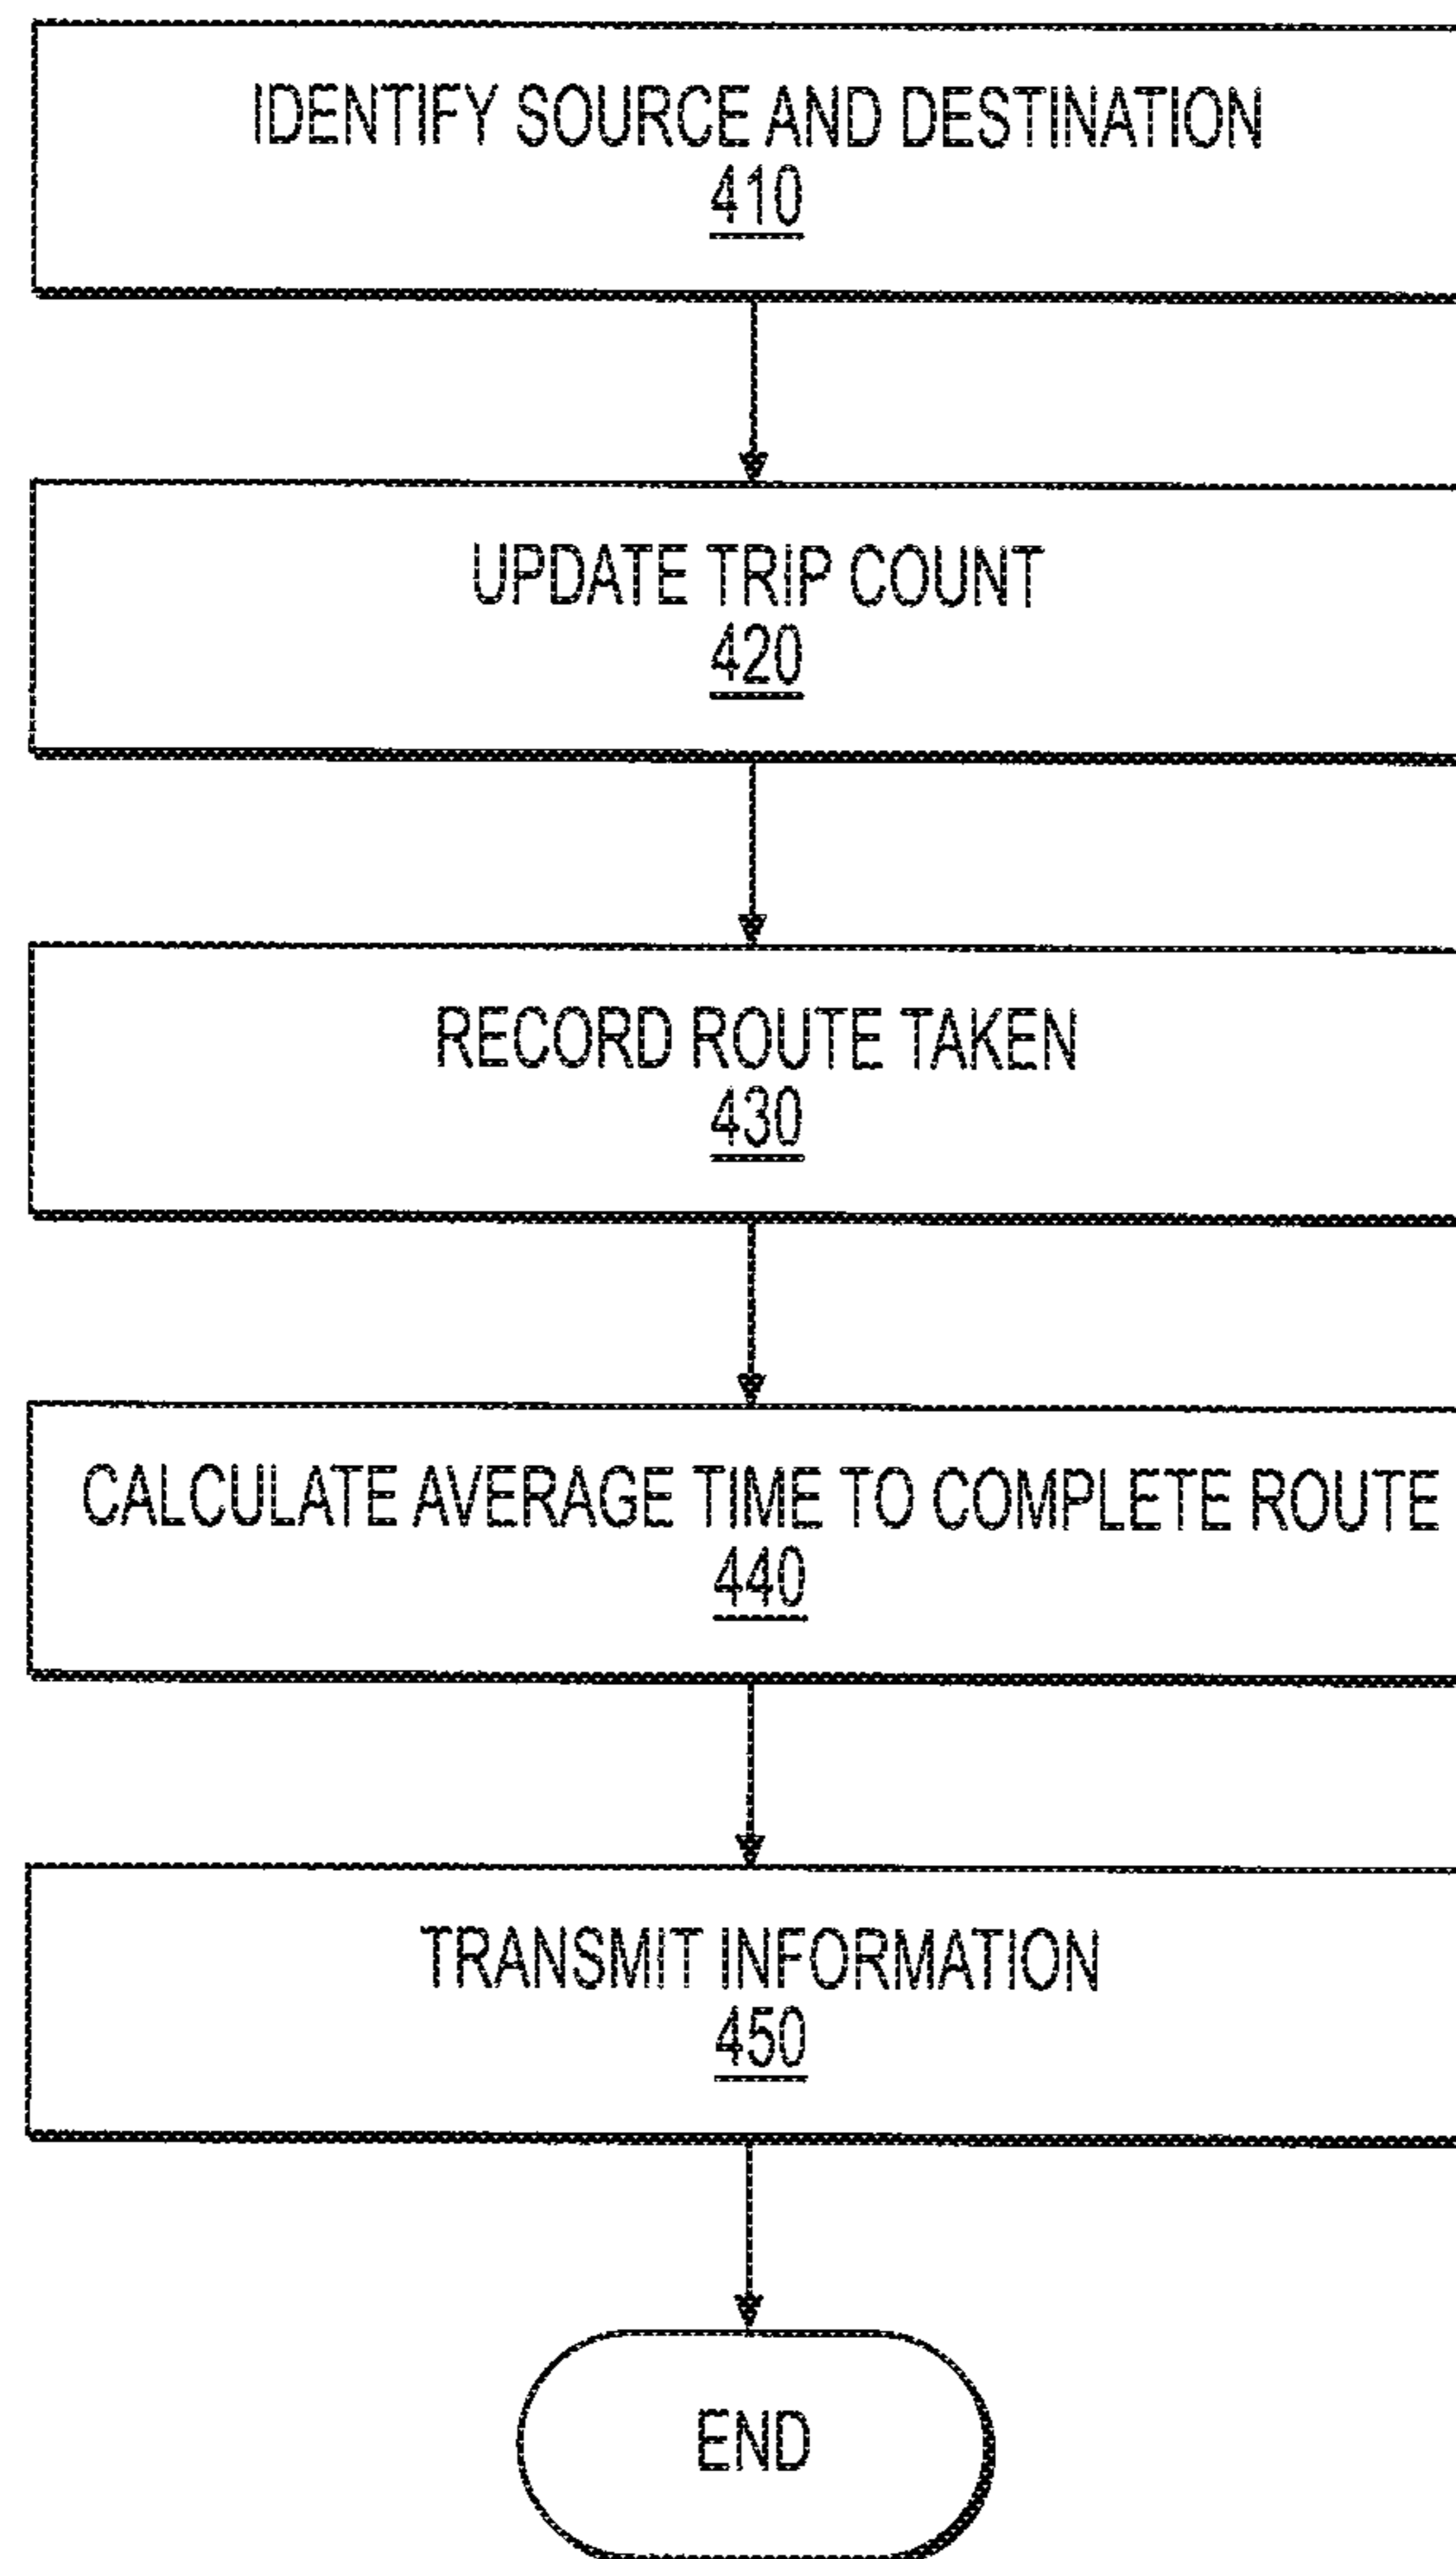 IDENTIFY SOURCE AND DESTINATION
410
UPDATE TRIP COUNT
420
RECORD ROUTE TAKEN
430
CALCULATE AVERAGE TIME TO COMPLETE ROUTE
440
TRANSMIT INFORMATION
450
END